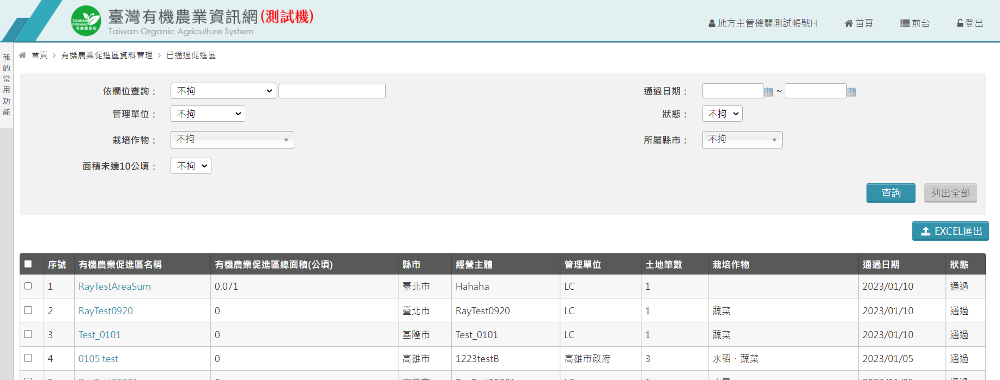 臺灣有機農業資訊網(測試機)
Taiwan Organic Agriculture System
TAIWAN ORGANIC
有機農產品
地方主管機關測試帳號H 首頁 前台 登出
我的常用功能
首頁 > 有機農業促進區資料管理 > 已通過促進區
依欄位查詢： 不拘 通過日期： ~
管理單位： 不拘 狀態： 不拘
栽培作物： 不拘 所屬縣市： 不拘
面積未達10公頃： 不拘
查詢 列出全部
EXCEL匯出
序號 有機農業促進區名稱 有機農業促進區總面積(公頃) 縣市 經營主體 管理單位 土地筆數 栽培作物 通過日期 狀態
1 RayTestAreaSum 0.071 臺北市 Hahaha LC 1 2023/01/10 通過
2 RayTest0920 0 臺北市 RayTest0920 LC 1 蔬菜 2023/01/10 通過
3 Test_0101 0 基隆市 Test_0101 LC 1 蔬菜 2023/01/10 通過
4 0105 test 0 高雄市 1223testB 高雄市政府 3 水稻、蔬菜 2023/01/05 通過